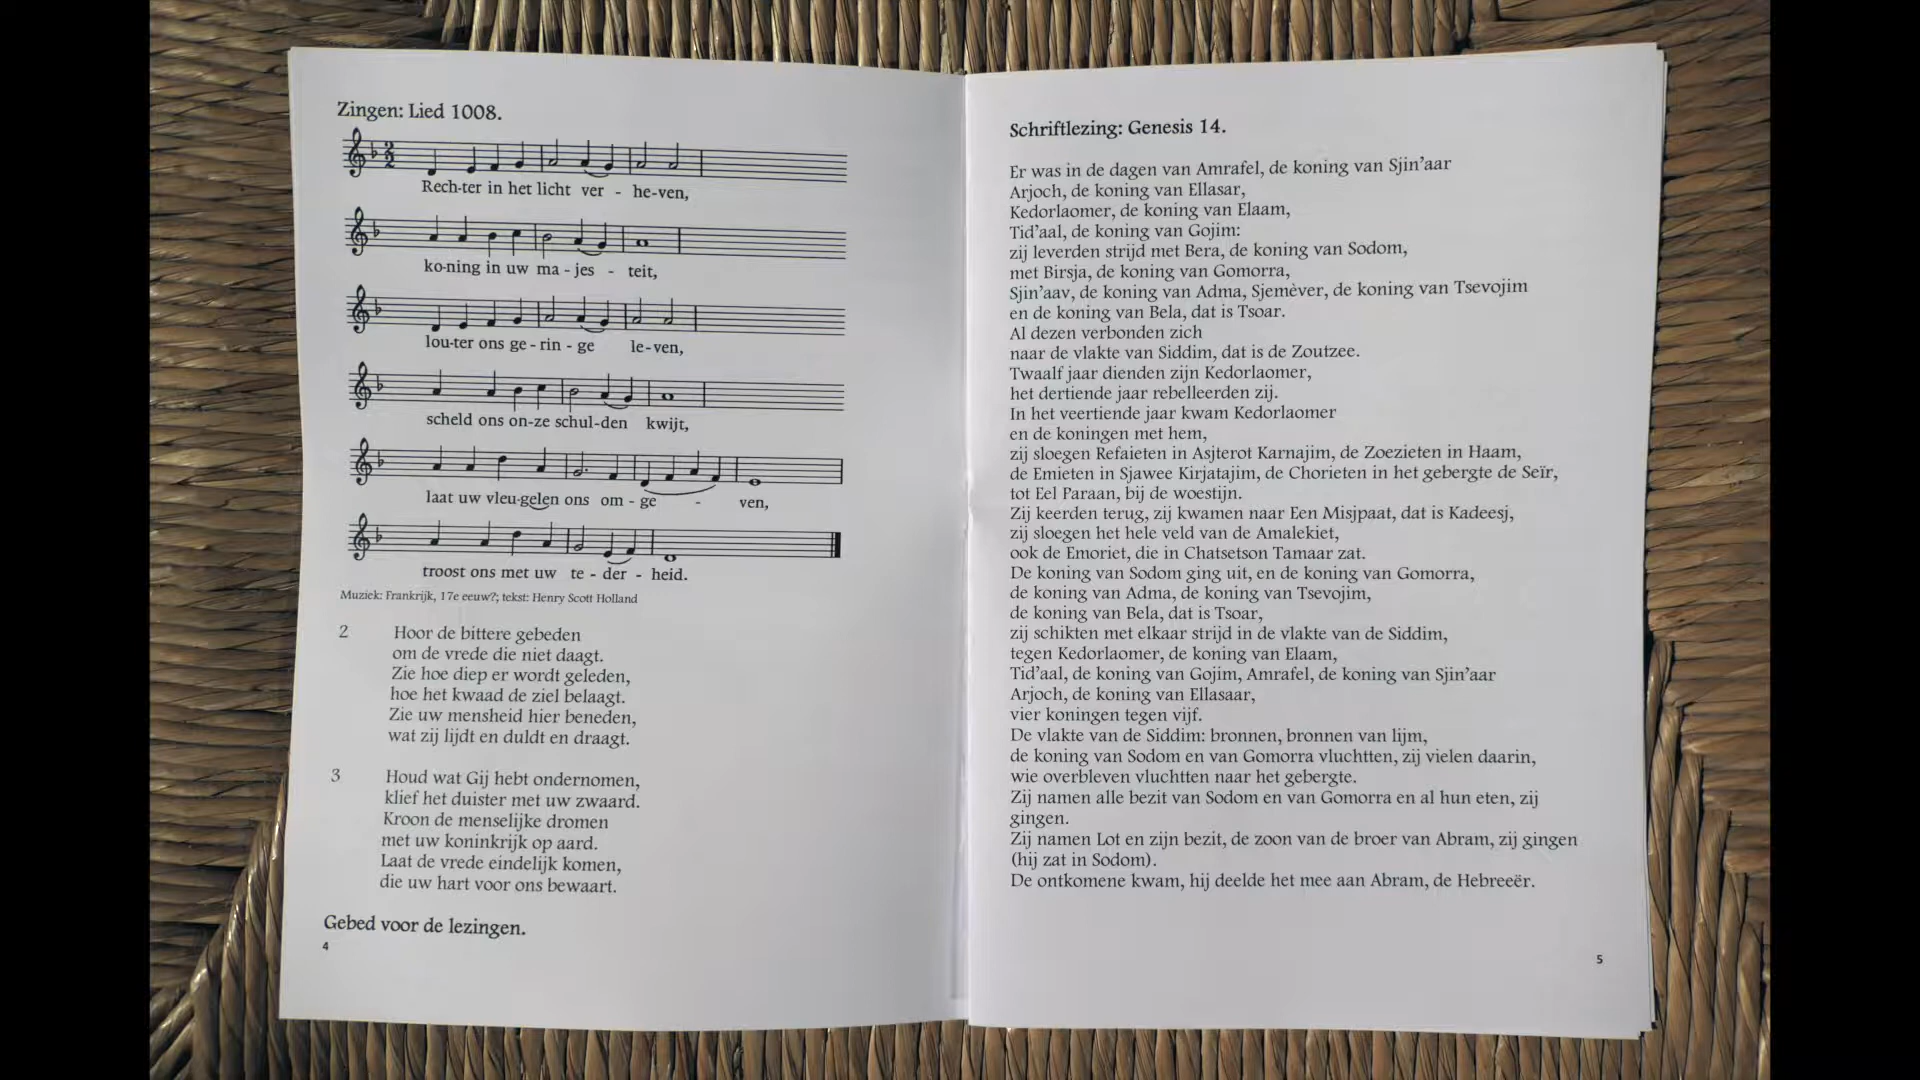 Zingen: Lied 1008.
Rech-ter in het licht ver - he-ven,
ko-ning in uw ma - jes - teit,
lou-ter ons ge - rin - ge le-ven,
scheld ons on-ze schul-den kwijt,
laat uw vleu-gelen ons om - ge - ven,
troost ons met uw te - der - heid.
Muziek: Frankrijk, 17e eeuw?; tekst: Henry Scott Holland
2 Hoor de bittere gebeden
om de vrede die niet daagt.
Zie hoe diep er wordt geleden,
hoe het kwaad de ziel belaagt.
Zie uw mensheid hier beneden,
wat zij lijdt en duldt en draagt.
3 Houd wat Gij hebt ondernomen,
klief het duister met uw zwaard.
Kroon de menselijke dromen
met uw koninkrijk op aard.
Laat de vrede eindelijk komen,
die uw hart voor ons bewaart.
Gebed voor de lezingen.
4
Schriftlezing: Genesis 14.
Er was in de dagen van Amrafel, de koning van Sjin'aar
Arjoch, de koning van Ellasar,
Kedorlaomer, de koning van Elaam,
Tid'aal, de koning van Gojim:
zij leverden strijd met Bera, de koning van Sodom,
met Birsja, de koning van Gomorra,
Sjin'aav, de koning van Adma, Sjemèver, de koning van Tsevojim
en de koning van Bela, dat is Tsoar.
Al dezen verbonden zich
naar de vlakte van Siddim, dat is de Zoutzee.
Twaalf jaar dienden zijn Kedorlaomer,
het dertiende jaar rebelleerden zij.
In het veertiende jaar kwam Kedorlaomer
en de koningen met hem,
zij sloegen Refaieten in Asjterot Karnajim, de Zoezieten in Haam,
de Emieten in Sjawee Kirjatajim, de Chorieten in het gebergte de Seïr,
tot Eel Paraan, bij de woestijn.
Zij keerden terug, zij kwamen naar Een Misjpaat, dat is Kadeesj,
zij sloegen het hele veld van de Amalekiet,
ook de Emoriet, die in Chatsetson Tamaar zat.
De koning van Sodom ging uit, en de koning van Gomorra,
de koning van Adma, de koning van Tsevojim,
de koning van Bela, dat is Tsoar,
zij schikten met elkaar strijd in de vlakte van de Siddim,
tegen Kedorlaomer, de koning van Elaam,
Tid'aal, de koning van Gojim, Amrafel, de koning van Sjin'aar
Arjoch, de koning van Ellasaar,
vier koningen tegen vijf.
De vlakte van de Siddim: bronnen, bronnen van lijm,
de koning van Sodom en van Gomorra vluchtten, zij vielen daarin,
wie overbleven vluchtten naar het gebergte.
Zij namen alle bezit van Sodom en van Gomorra en al hun eten, zij
gingen.
Zij namen Lot en zijn bezit, de zoon van de broer van Abram, zij gingen
(hij zat in Sodom).
De ontkomene kwam, hij deelde het mee aan Abram, de Hebreeër.
5